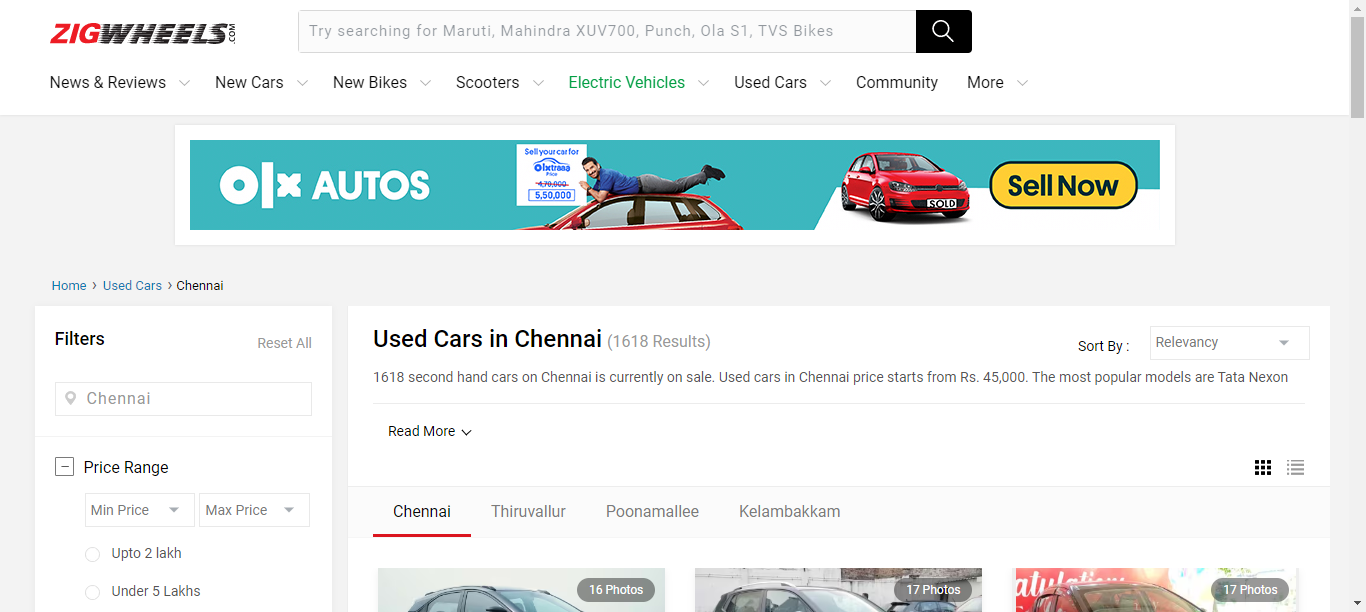 ZIGWHEELS.COM
Try searching for Maruti, Mahindra XUV700, Punch, Ola S1, TVS Bikes
News & Reviews New Cars New Bikes Scooters Electric Vehicles Used Cars Community More
olx AUTOS
Sell your car for
Olxtraaa
Price
4,70,000
5,50,000
SOLD
Sell Now
Home › Used Cars › Chennai
Filters
Reset All
Chennai
Price Range
Min Price Max Price
Upto 2 lakh
Under 5 Lakhs
Used Cars in Chennai (1618 Results)
Sort By : Relevancy
1618 second hand cars on Chennai is currently on sale. Used cars in Chennai price starts from Rs. 45,000. The most popular models are Tata Nexon
Read More
Chennai Thiruvallur Poonamallee Kelambakkam
16 Photos
17 Photos
17 Photos